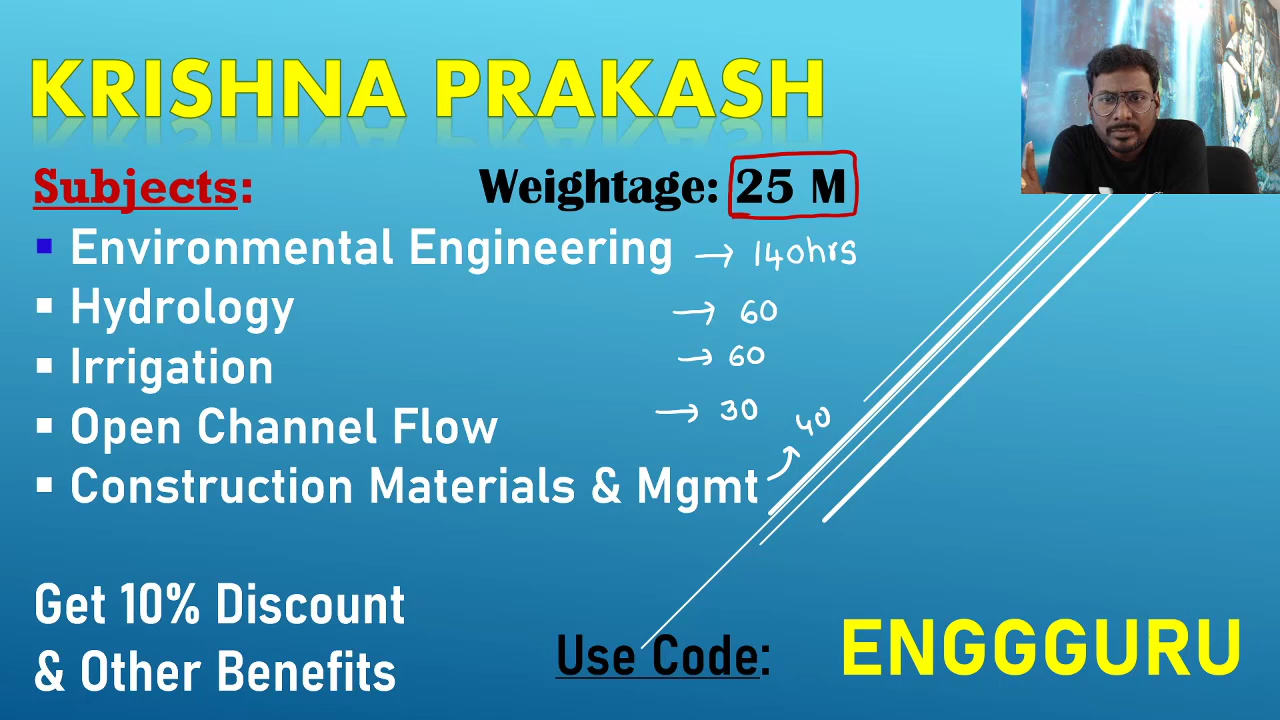 KRISHNA PRAKASH
Subjects: Weightage: 25 M
Environmental Engineering → 140hrs
Hydrology → 60
Irrigation → 60
Open Channel Flow → 30
Construction Materials & Mgmt → 40
Get 10% Discount
& Other Benefits
Use Code: ENGGGURU